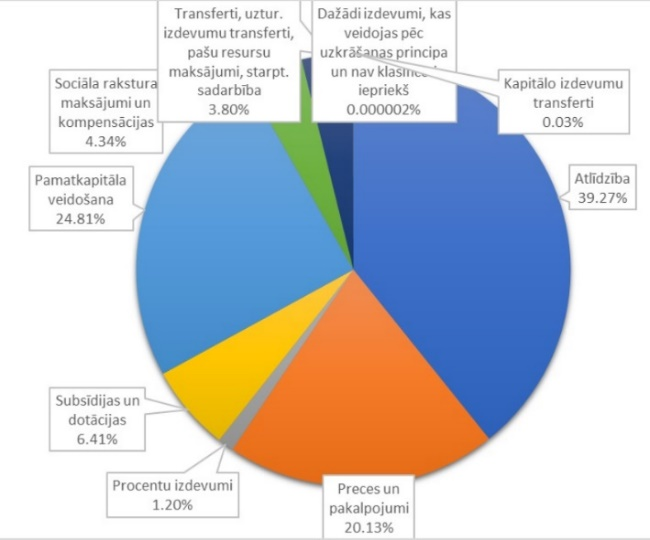 Transferti, uztur.
izdevumu transferti,
pašu resursu
maksājumi, starpt.
sadarbība
3.80%
Dažādi izdevumi, kas
veidojas pēc
uzkrāšanas principa
un nav
iepriekš
0.000002%
Kapitālo izdevumu
transferti
0.03%
Sociāla rakstura
maksājumi un
kompensācijas
4.34%
Atlīdzība
39.27%
Pamatkapitāla
veidošana
24.81%
Subsīdijas un
dotācijas
6.41%
Procentu izdevumi
1.20%
Preces un
pakalpojumi
20.13%